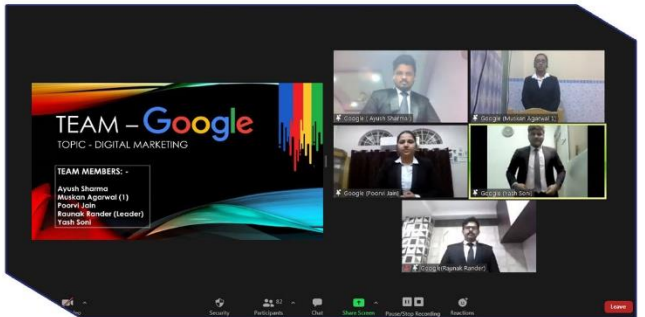 TEAM – Google
TOPIC - DIGITAL MARKETING
TEAM MEMBERS: -
Ayush Sharma
Muskan Agarwal (1)
Poorvi Jain
Raunak Rander (Leader)
Yash Soni
Google ( Ayush Sharma )
Google (Muskan Agarwal 1)
Google (Poorvi Jain)
Google (Yash Soni)
Google(Raunak Rander)
82
Security
Participants
Chat
Share Screen
Pause/Stop Recording
Reactions
Leave